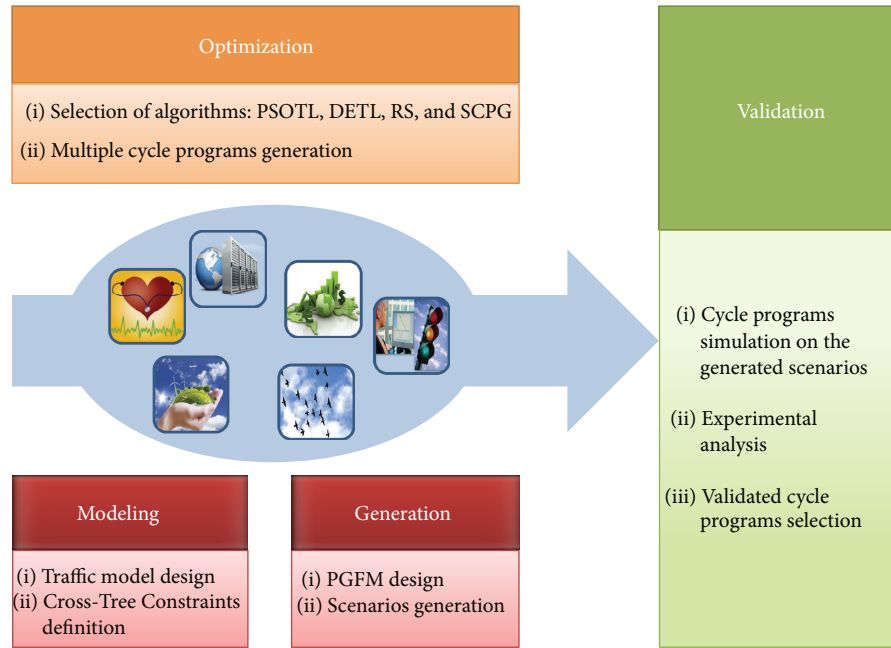 Optimization
(i) Selection of algorithms: PSOTL, DETL, RS, and SCPG
(ii) Multiple cycle programs generation
Validation
(i) Cycle programs
simulation on the
generated scenarios
(ii) Experimental
analysis
(iii) Validated cycle
programs selection
Modeling
(i) Traffic model design
(ii) Cross-Tree Constraints
definition
Generation
(i) PGFM design
(ii) Scenarios generation